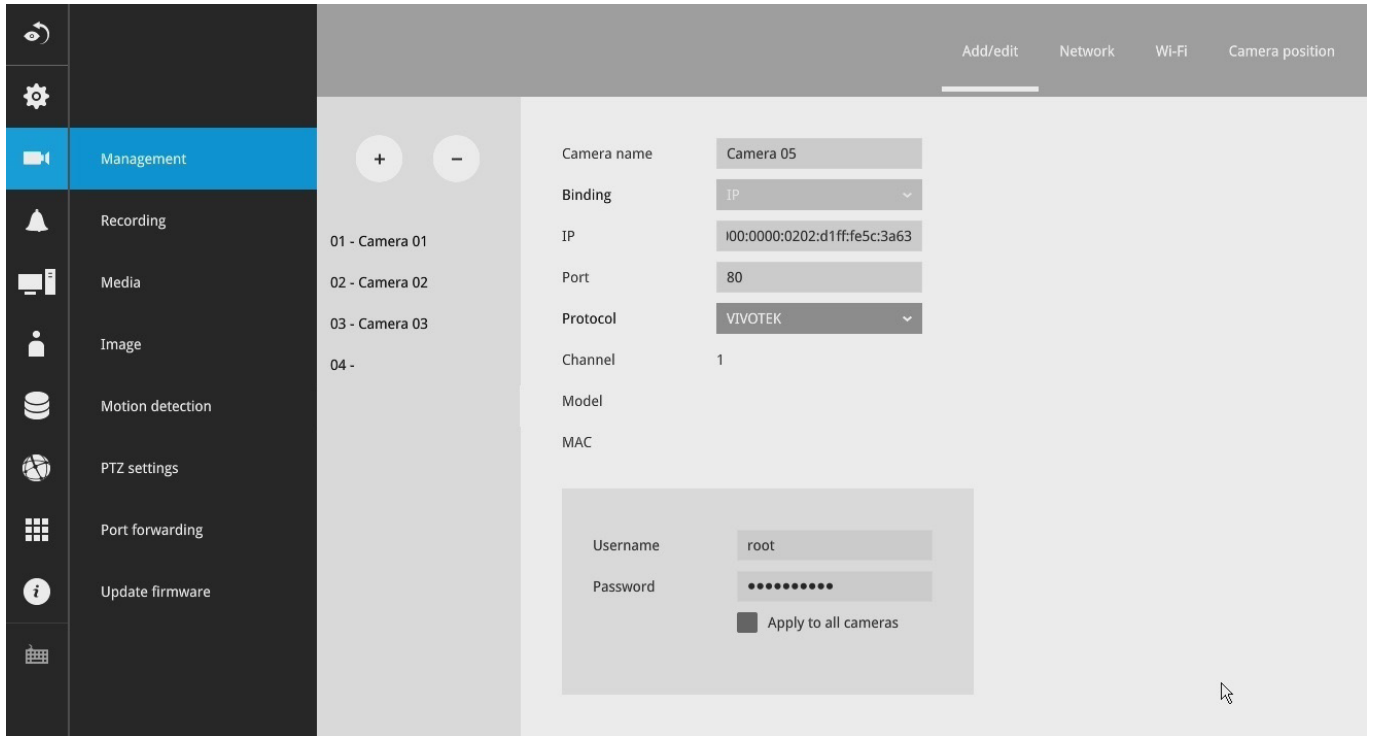 Add/edit Network Wi-Fi Camera position
Management
Recording
Media
Image
Motion detection
PTZ settings
Port forwarding
Update firmware
+ −
01 - Camera 01
02 - Camera 02
03 - Camera 03
04 -
Camera name Camera 05
Binding IP
IP 00:0000:0202:d1ff:fe5c:3a63
Port 80
Protocol VIVOTEK
Channel 1
Model
MAC
Username root
Password ••••••••••
Apply to all cameras